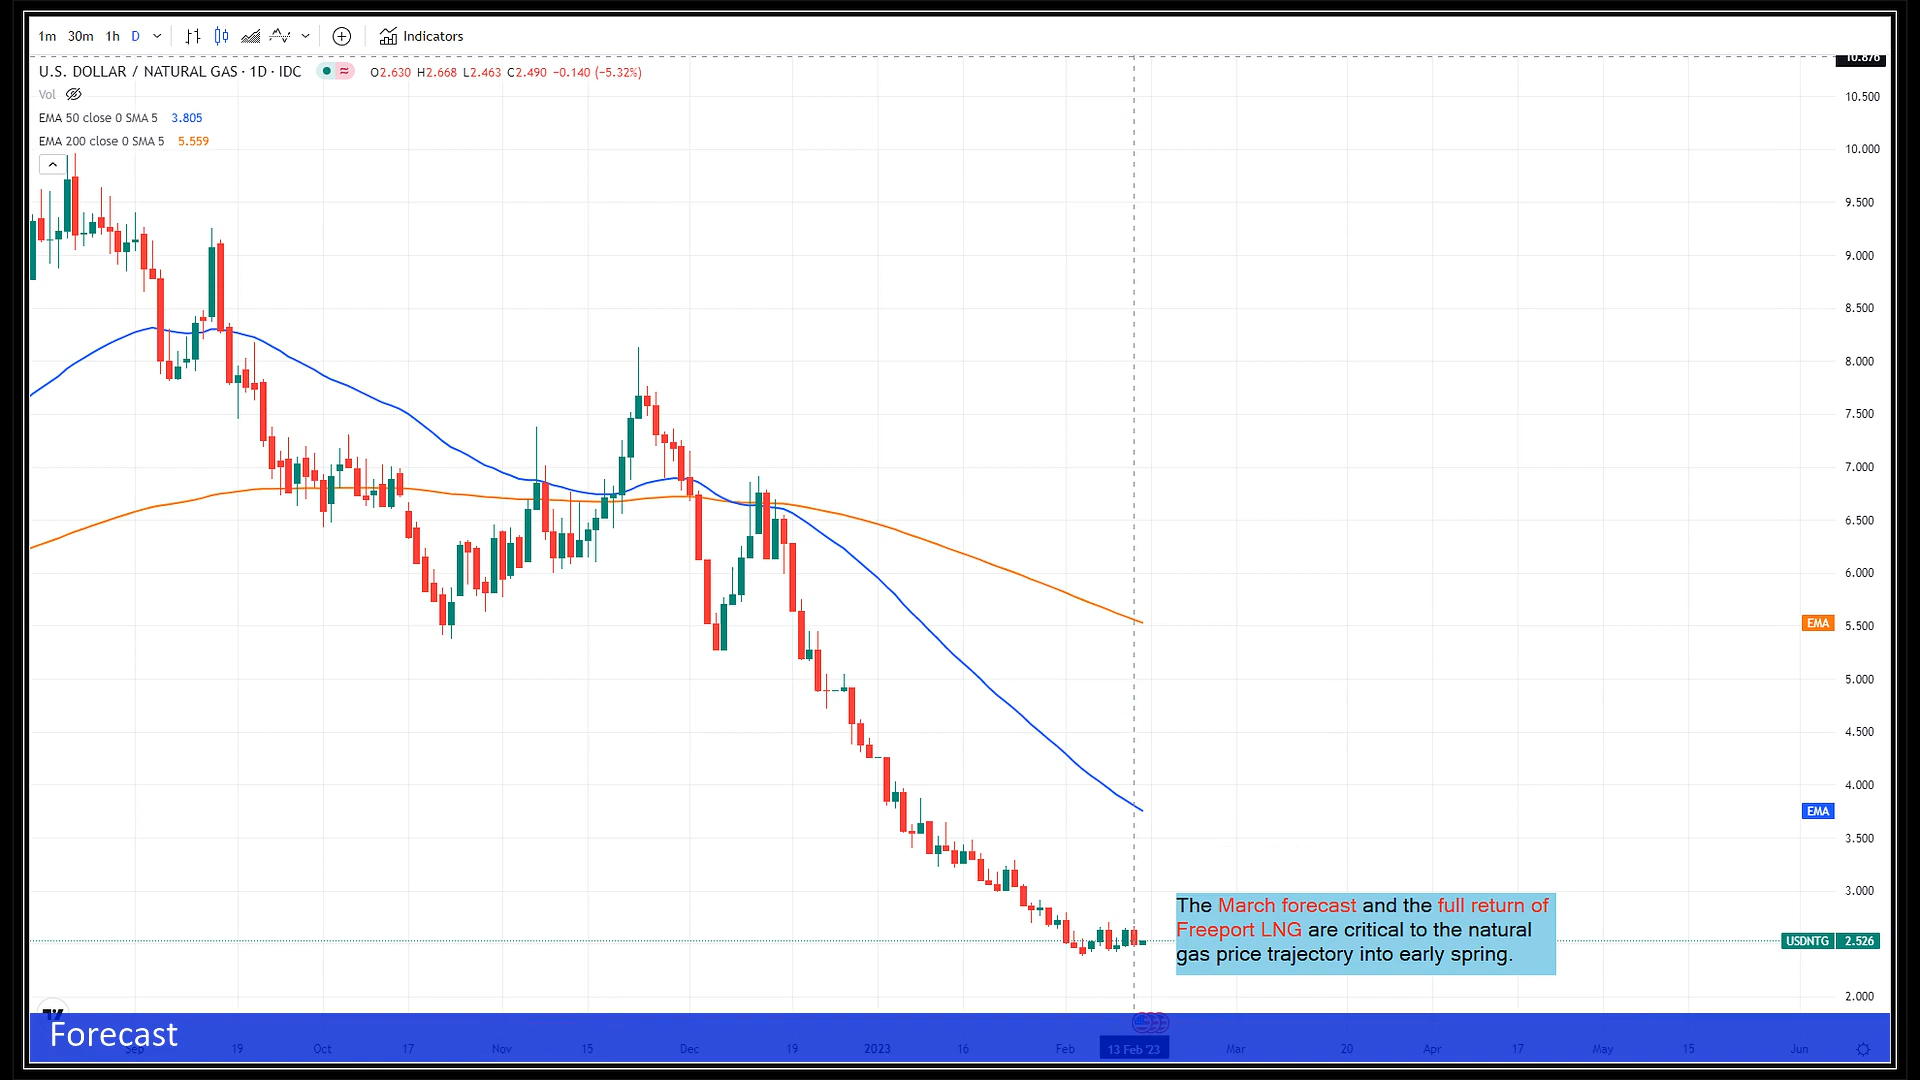 1m 30m 1h D Indicators
10.876
U.S. DOLLAR / NATURAL GAS · 1D · IDC ≈ O2.630 H2.668 L2.463 C2.490 −0.140 (−5.32%)
Vol
EMA 50 close 0 SMA 5 3.805
EMA 200 close 0 SMA 5 5.559
10.500
10.000
9.500
9.000
8.500
8.000
7.500
7.000
6.500
6.000
EMA
5.500
5.000
4.500
4.000
EMA
3.500
3.000
The March forecast and the full return of
Freeport LNG are critical to the natural
gas price trajectory into early spring.
USDNTG 2.526
2.000
Forecast
Sep 19 Oct 17 Nov 15 Dec 19 2023 16 Feb 13 Feb '23 Mar 20 Apr 17 May 15 Jun